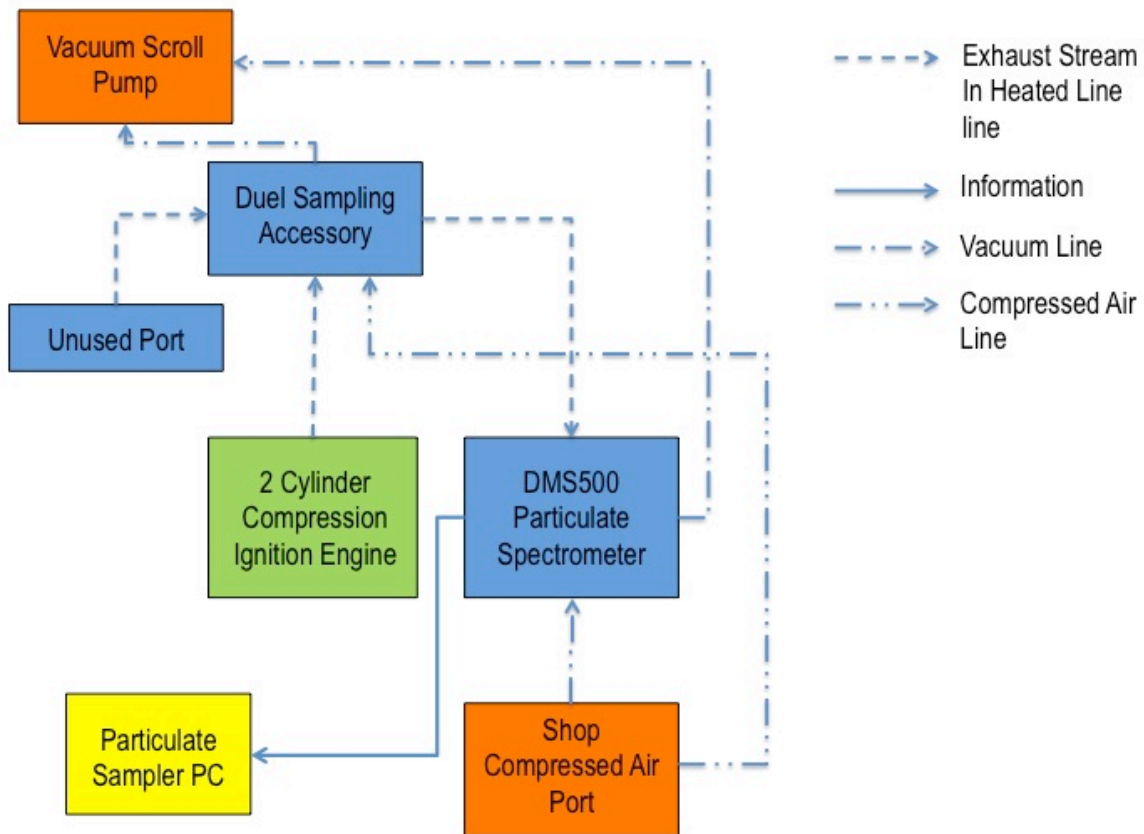 Vacuum Scroll
Pump
Duel Sampling
Accessory
Unused Port
2 Cylinder
Compression
Ignition Engine
DMS500
Particulate
Spectrometer
Particulate
Sampler PC
Shop
Compressed Air
Port
Exhaust Stream
In Heated Line
line
Information
Vacuum Line
Compressed Air
Line